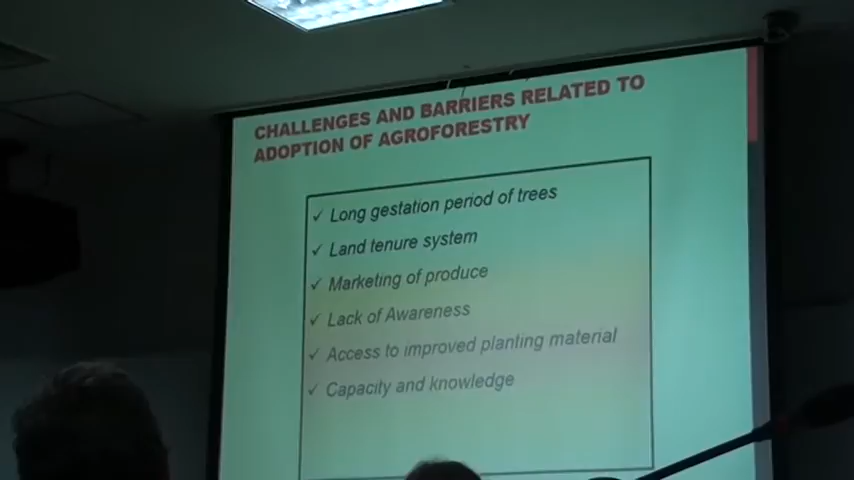 CHALLENGES AND BARRIERS RELATED TO
ADOPTION OF AGROFORESTRY
✓ Long gestation period of trees
✓ Land tenure system
✓ Marketing of produce
✓ Lack of Awareness
✓ Access to improved planting material
✓ Capacity and knowledge